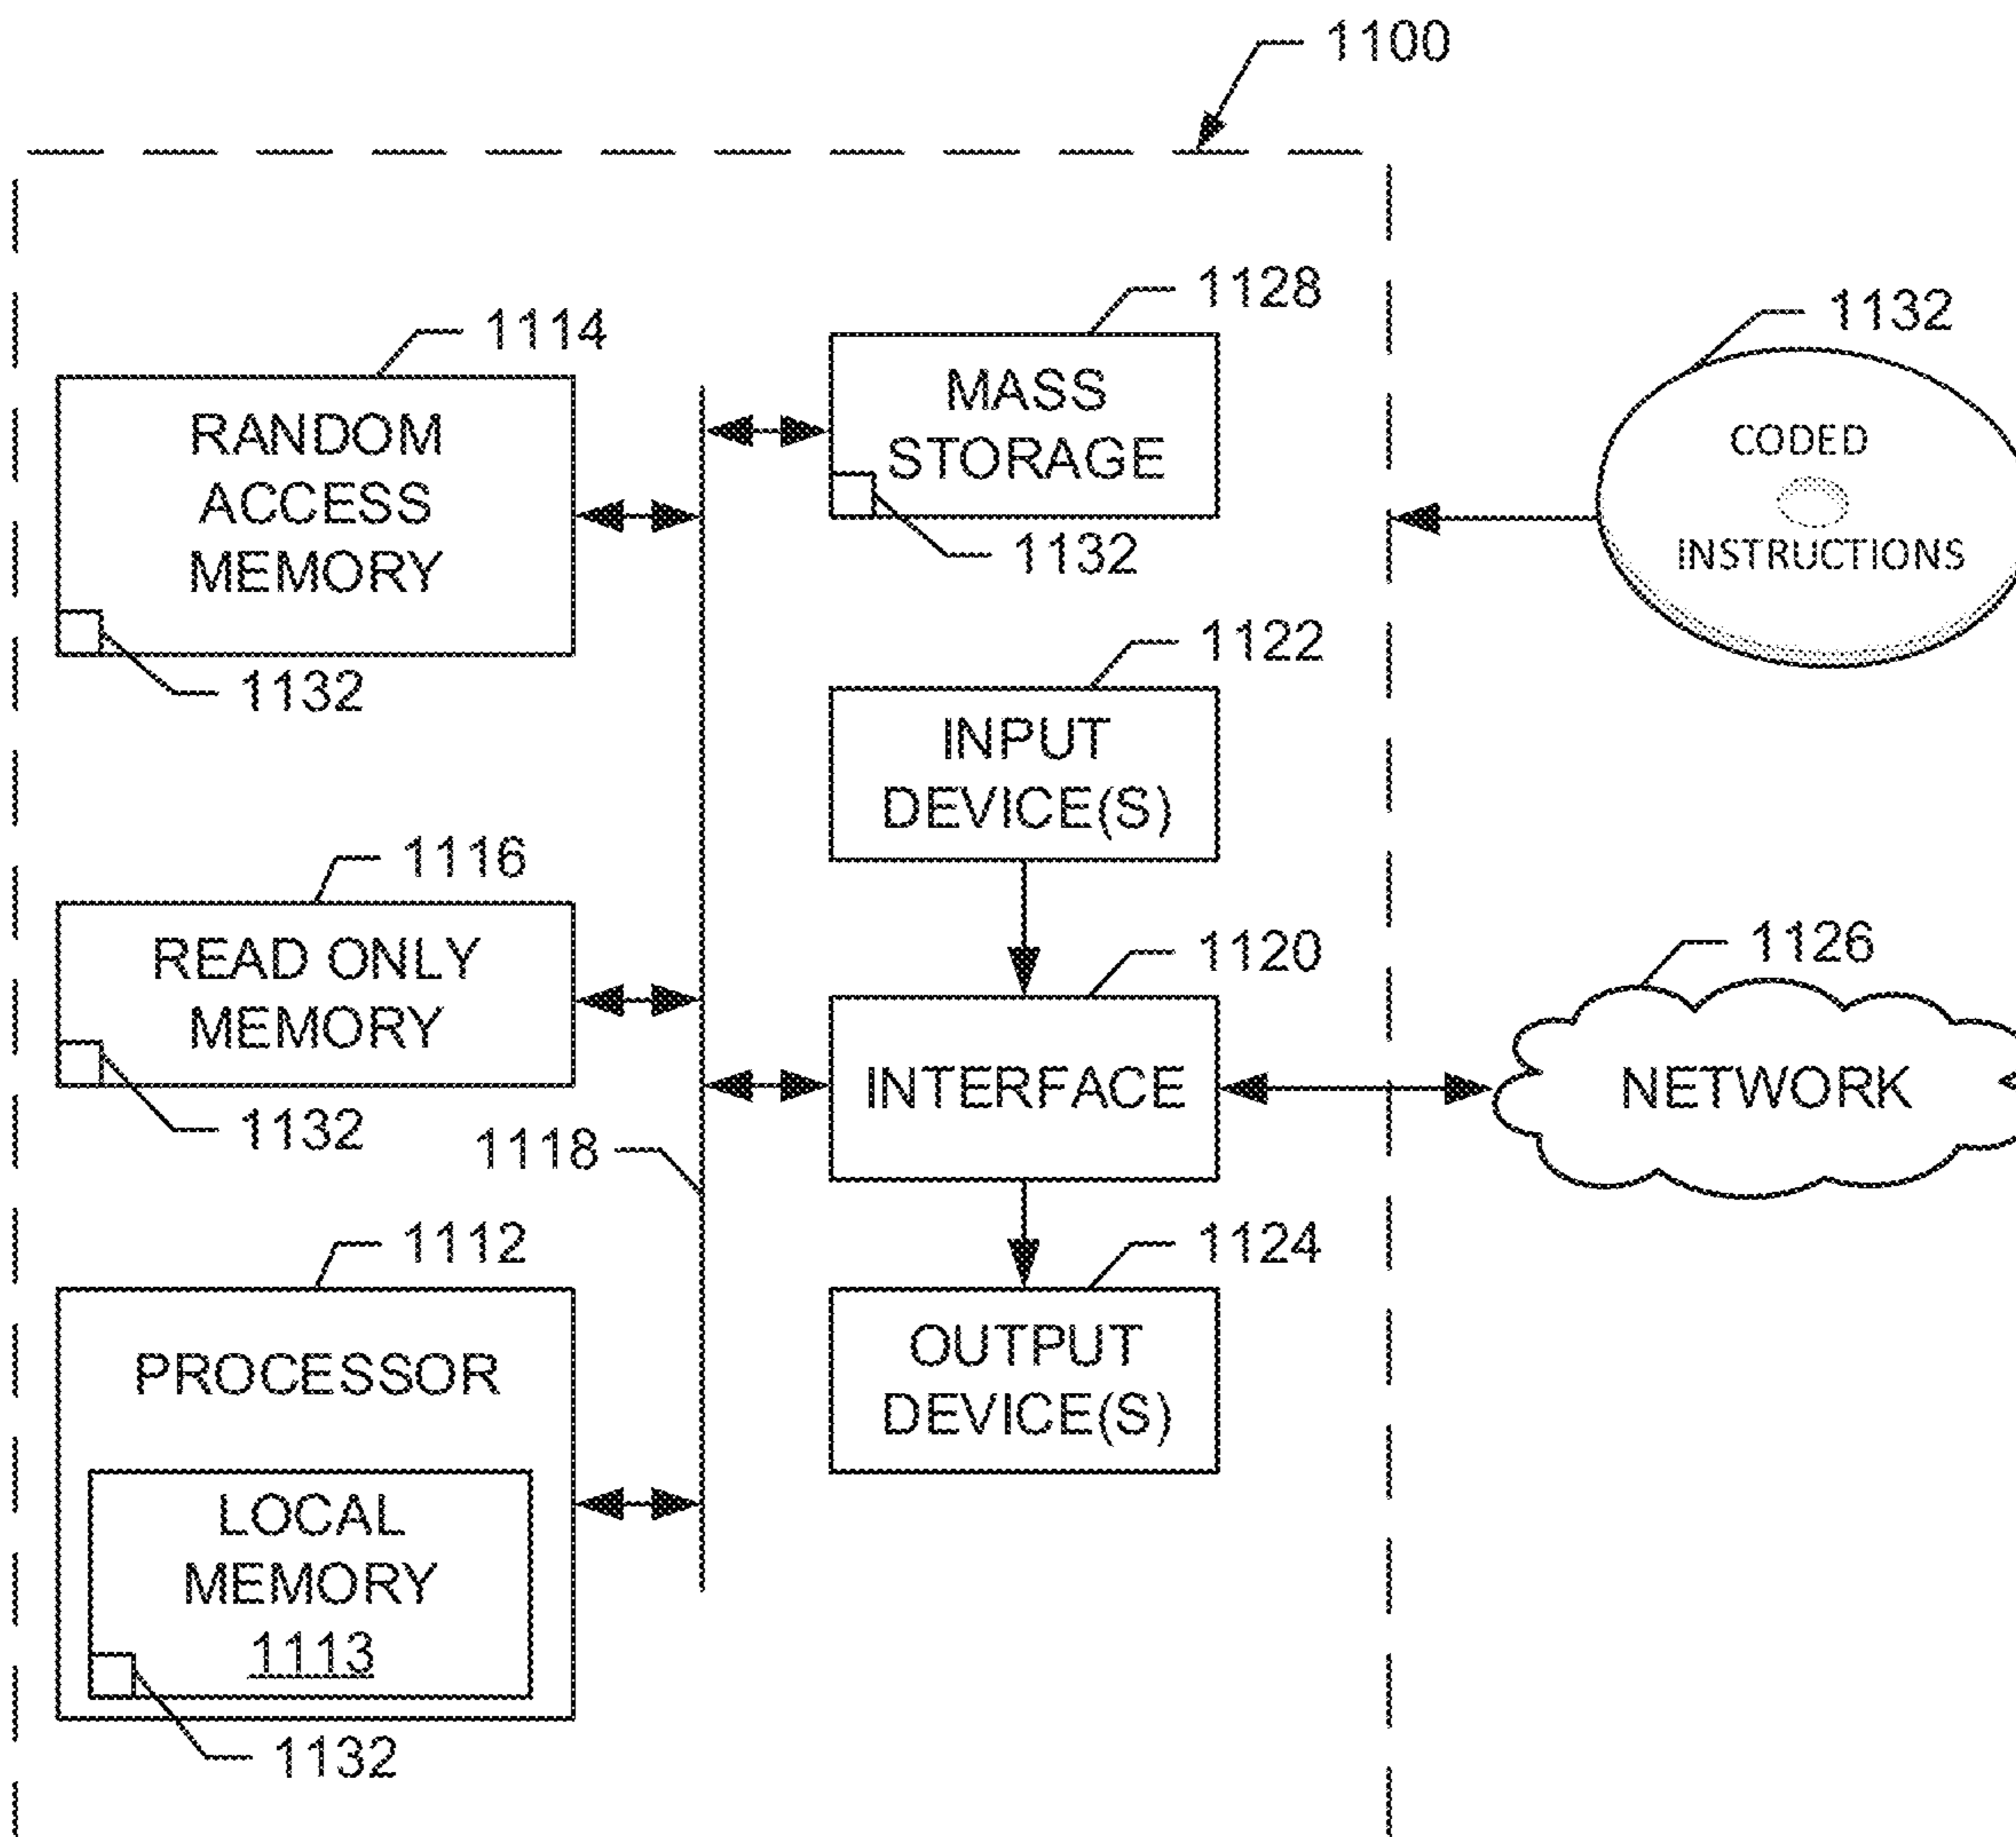 1100
1128
1114
1132
MASS
STORAGE
RANDOM
ACCESS
MEMORY
CODED
INSTRUCTIONS
1132
1132
1122
INPUT
DEVICE(S)
1116
READ ONLY
MEMORY
1120
1126
INTERFACE
NETWORK
1132
1118
1112
1124
PROCESSOR
OUTPUT
DEVICE(S)
LOCAL
MEMORY
1113
1132